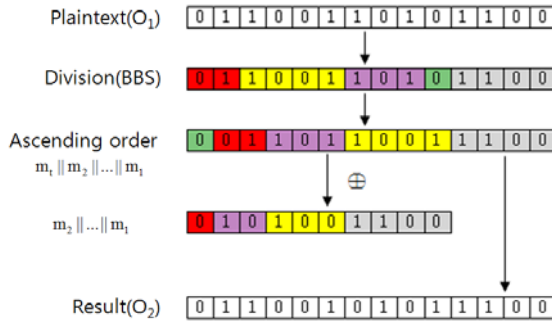 Plaintext(O₁) 0 1 1 0 0 1 1 0 1 0 1 1 0 0
Division(BBS) 0 1 1 0 0 1 1 0 1 0 1 1 0 0
Ascending order 0 0 1 1 0 1 1 0 0 1 1 1 0 0
mₜ || m₂ ||...|| m₁
⊕
m₂ ||...|| m₁ 0 1 0 1 0 0 1 1 0 0
Result(O₂) 0 1 1 0 0 1 0 1 0 1 1 1 0 0